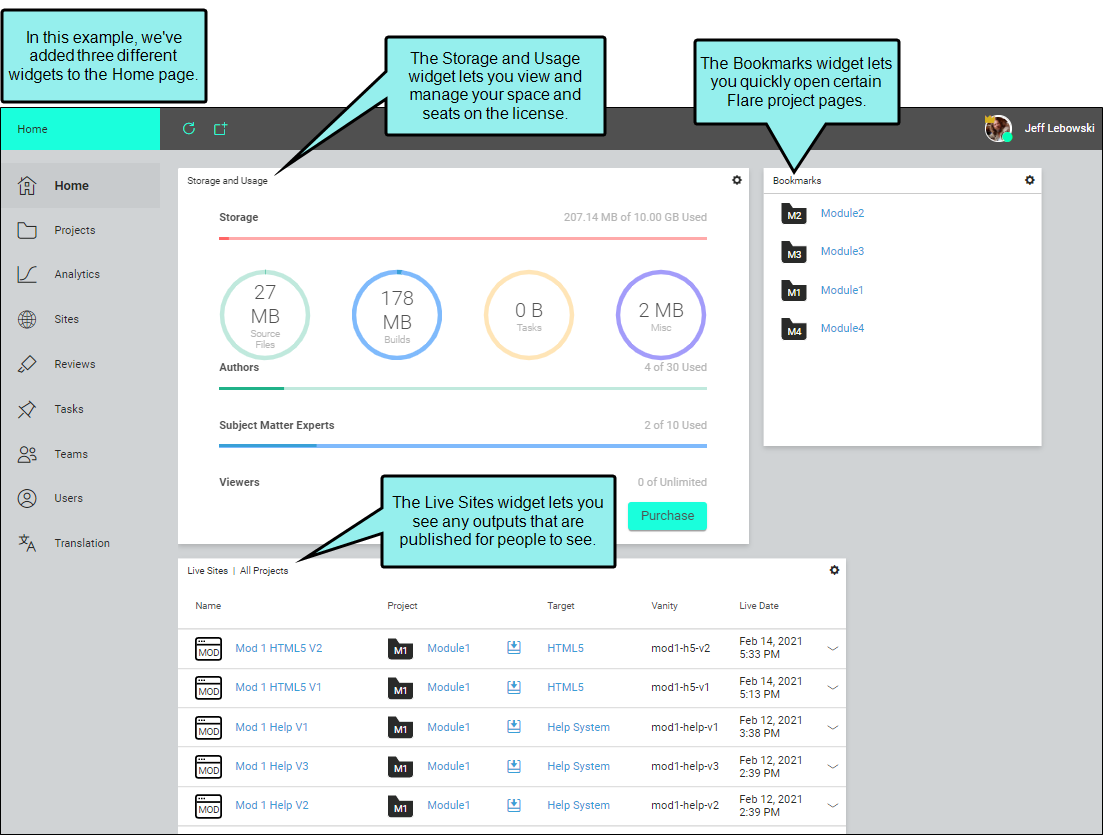 In this example, we've
added three different
widgets to the Home page.
The Storage and Usage
widget lets you view and
manage your space and
seats on the license.
The Bookmarks widget lets
you quickly open certain
Flare project pages.
Home
Jeff Lebowski
Home
Projects
Analytics
Sites
Reviews
Tasks
Teams
Users
Translation
Storage and Usage
Storage 207.14 MB of 10.00 GB Used
27
MB
Source
Files
178
MB
Builds
0 B
Tasks
2 MB
Misc
Authors 4 of 30 Used
Subject Matter Experts 2 of 10 Used
Viewers 0 of Unlimited
Purchase
Bookmarks
M2 Module2
M3 Module3
M1 Module1
M4 Module4
The Live Sites widget lets you
see any outputs that are
published for people to see.
Live Sites | All Projects
Name Project Target Vanity Live Date
MOD Mod 1 HTML5 V2 M1 Module1 HTML5 mod1-h5-v2 Feb 14, 2021
5:33 PM
MOD Mod 1 HTML5 V1 M1 Module1 HTML5 mod1-h5-v1 Feb 14, 2021
5:13 PM
MOD Mod 1 Help V1 M1 Module1 Help System mod1-help-v1 Feb 12, 2021
3:38 PM
MOD Mod 1 Help V3 M1 Module1 Help System mod1-help-v3 Feb 12, 2021
2:39 PM
MOD Mod 1 Help V2 M1 Module1 Help System mod1-help-v2 Feb 12, 2021
2:39 PM